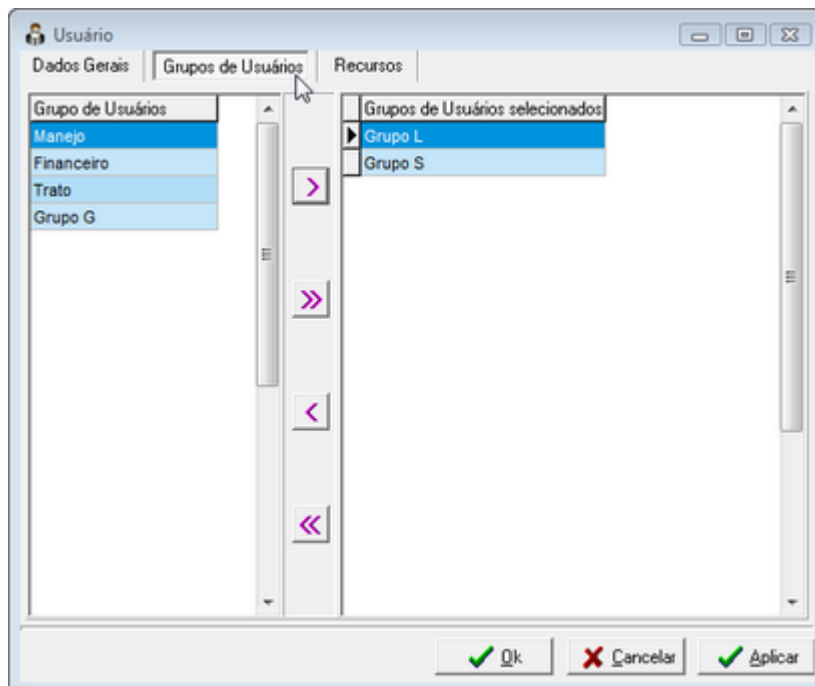 Usuário
Dados Gerais Grupos de Usuários Recursos
Grupo de Usuários
Manejo
Financeiro
Trato
Grupo G
Grupos de Usuários selecionados
Grupo L
Grupo S
Ok Cancelar Aplicar